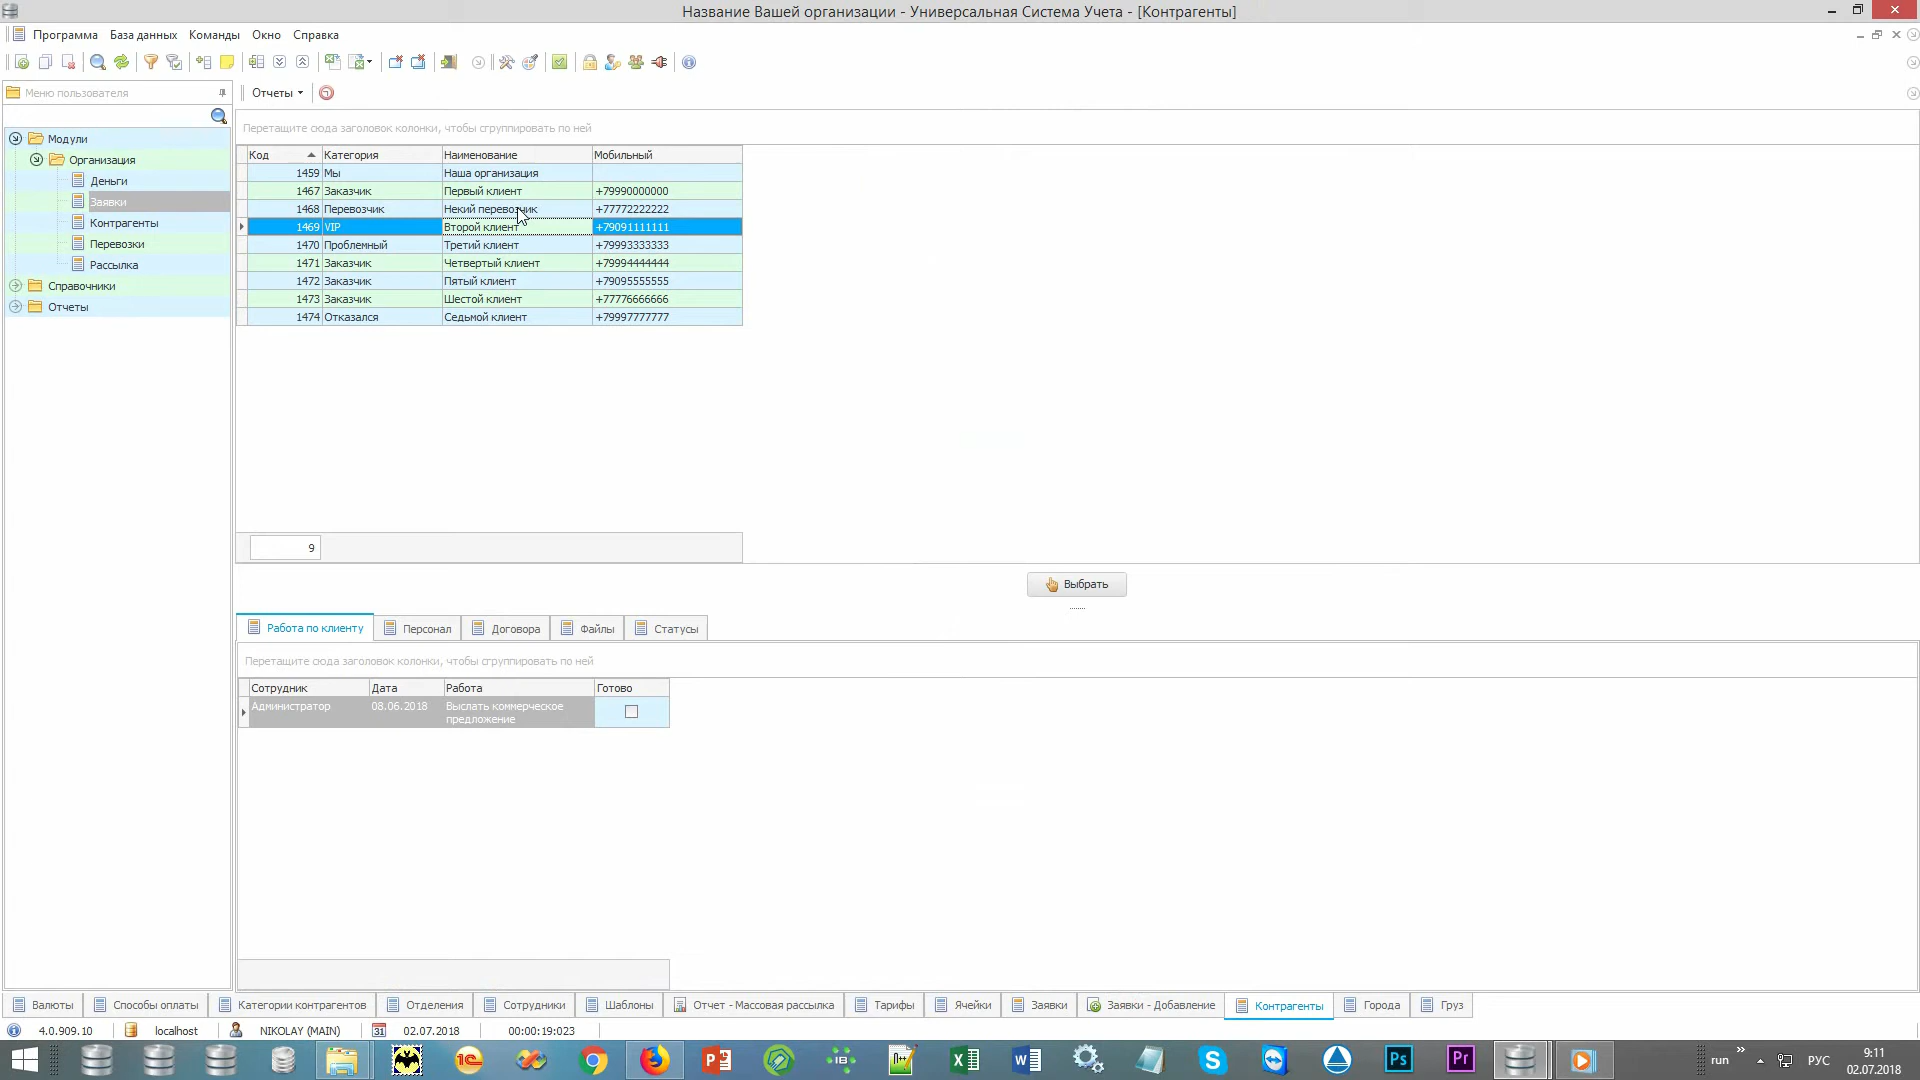 Название Вашей организации - Универсальная Система Учета - [Контрагенты]
Программа База данных Команды Окно Справка
Меню пользователя
Отчеты
Перетащите сюда заголовок колонки, чтобы сгруппировать по ней
Модули
Организация
Деньги
Заявки
Контрагенты
Перевозки
Рассылка
Справочники
Отчеты
Код Категория Наименование Мобильный
1459 Мы Наша организация
1467 Заказчик Первый клиент +79990000000
1468 Перевозчик Некий перевозчик +77772222222
1469 VIP Второй клиент +79091111111
1470 Проблемный Третий клиент +79993333333
1471 Заказчик Четвертый клиент +79994444444
1472 Заказчик Пятый клиент +79095555555
1473 Заказчик Шестой клиент +77776666666
1474 Отказался Седьмой клиент +79997777777
9
Выбрать
Работа по клиенту Персонал Договора Файлы Статусы
Перетащите сюда заголовок колонки, чтобы сгруппировать по ней
Сотрудник Дата Работа Готово
Администратор 08.06.2018 Выслать коммерческое
предложение
Валюты Способы оплаты Категории контрагентов Отделения Сотрудники Шаблоны Отчет - Массовая рассылка Тарифы Ячейки Заявки Заявки - Добавление Контрагенты Города Груз
4.0.909.10 localhost NIKOLAY (MAIN) 31 02.07.2018 00:00:19:023
run РУС 9:11
02.07.2018